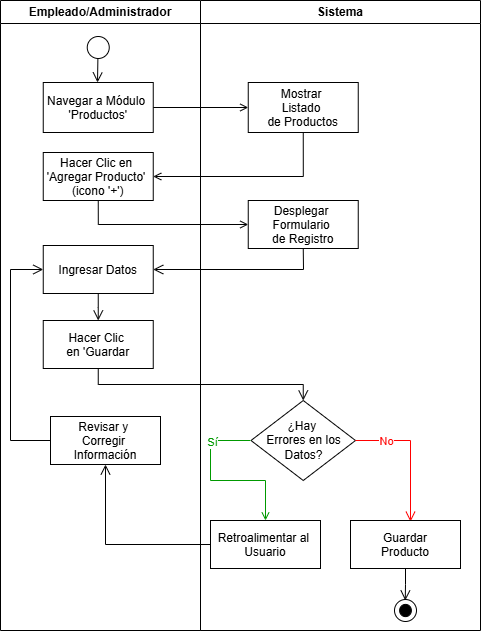 Empleado/Administrador
Sistema
Navegar a Módulo
'Productos'
Mostrar
Listado
de Productos
Hacer Clic en
'Agregar Producto'
(icono '+')
Desplegar
Formulario
de Registro
Ingresar Datos
Hacer Clic
en 'Guardar
¿Hay
Errores en los
Datos?
Sí
No
Revisar y
Corregir
Información
Retroalimentar al
Usuario
Guardar
Producto